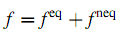 f = f^eq + f^neq